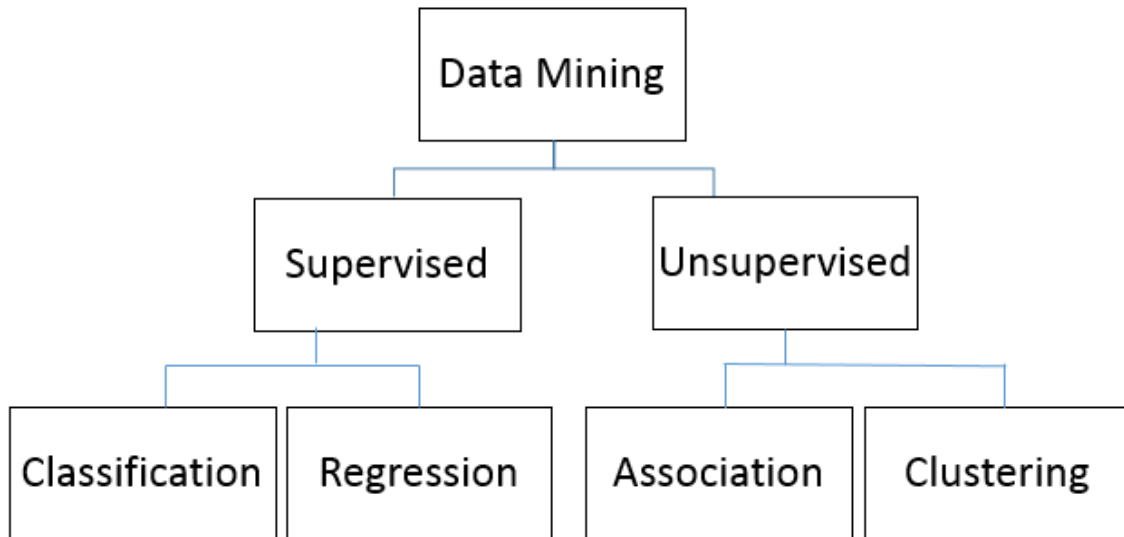 Data Mining
Supervised
Unsupervised
Classification
Regression
Association
Clustering